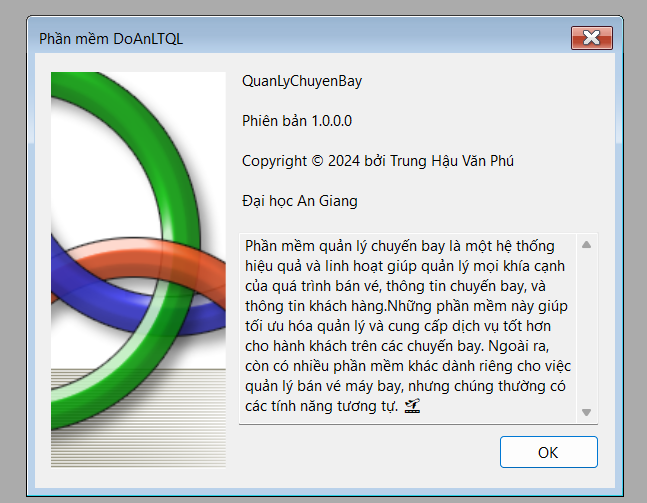 Phần mềm DoAnLTQL
QuanLyChuyenBay
Phiên bản 1.0.0.0
Copyright © 2024 bởi Trung Hậu Văn Phú
Đại học An Giang
Phần mềm quản lý chuyến bay là một hệ thống
hiệu quả và linh hoạt giúp quản lý mọi khía cạnh
của quá trình bán vé, thông tin chuyến bay, và
thông tin khách hàng.Những phần mềm này giúp
tối ưu hóa quản lý và cung cấp dịch vụ tốt hơn
cho hành khách trên các chuyến bay. Ngoài ra,
còn có nhiều phần mềm khác dành riêng cho việc
quản lý bán vé máy bay, nhưng chúng thường có
các tính năng tương tự. 🛫
OK